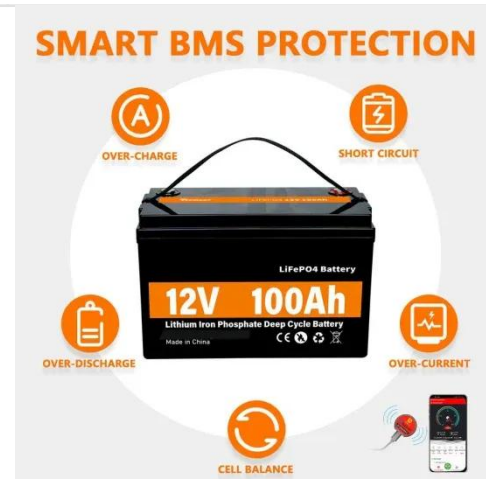 SMART BMS PROTECTION
OVER-CHARGE
SHORT CIRCUIT
LiFePO4 Battery
12V 100Ah
Lithium Iron Phosphate Deep Cycle Battery
Made in China
CE
OVER-DISCHARGE
OVER-CURRENT
CELL BALANCE